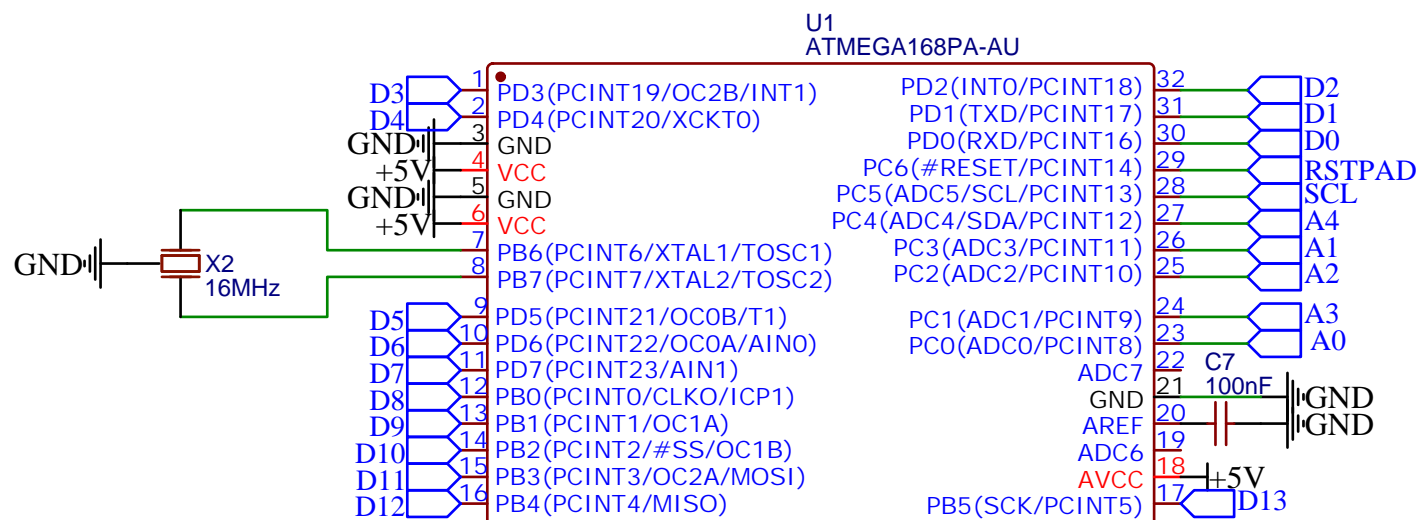 U1
ATMEGA168PA-AU
D3 1 PD3(PCINT19/OC2B/INT1) PD2(INT0/PCINT18) 32 D2
D4 2 PD4(PCINT20/XCKT0) PD1(TXD/PCINT17) 31 D1
GND 3 GND PD0(RXD/PCINT16) 30 D0
+5V 4 VCC PC6(#RESET/PCINT14) 29 RSTPAD
GND 5 GND PC5(ADC5/SCL/PCINT13) 28 SCL
+5V 6 VCC PC4(ADC4/SDA/PCINT12) 27 A4
7 PB6(PCINT6/XTAL1/TOSC1) PC3(ADC3/PCINT11) 26 A1
GND X2
16MHz
8 PB7(PCINT7/XTAL2/TOSC2) PC2(ADC2/PCINT10) 25 A2
D5 9 PD5(PCINT21/OC0B/T1) PC1(ADC1/PCINT9) 24 A3
D6 10 PD6(PCINT22/OC0A/AIN0) PC0(ADC0/PCINT8) 23 A0
D7 11 PD7(PCINT23/AIN1) ADC7 22 C7
100nF
D8 12 PB0(PCINT0/CLKO/ICP1) GND 21 GND
D9 13 PB1(PCINT1/OC1A) AREF 20 GND
D10 14 PB2(PCINT2/#SS/OC1B) ADC6 19
D11 15 PB3(PCINT3/OC2A/MOSI) AVCC 18 +5V
D12 16 PB4(PCINT4/MISO) PB5(SCK/PCINT5) 17 D13